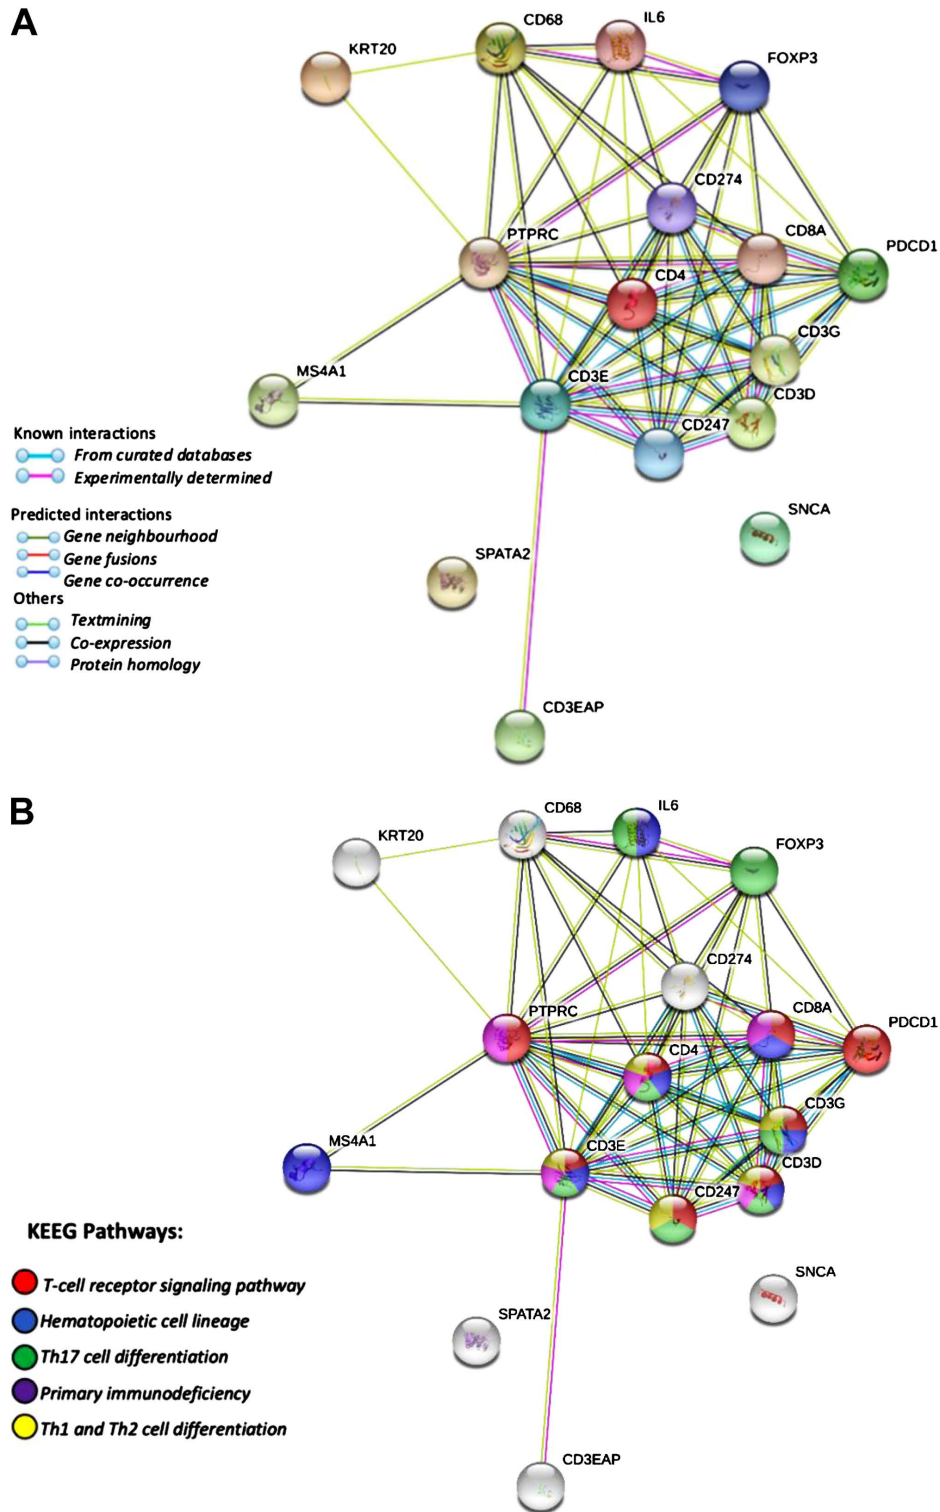 A
CD68
IL6
KRT20
FOXP3
CD274
PTPRC
CD8A
PDCD1
CD4
CD3G
MS4A1
CD3E
CD3D
CD247
Known interactions
From curated databases
Experimentally determined
Predicted interactions
Gene neighbourhood
Gene fusions
Gene co-occurrence
Others
Textmining
Co-expression
Protein homology
SNCA
SPATA2
CD3EAP
B
CD68
IL6
KRT20
FOXP3
CD274
PTPRC
CD8A
PDCD1
CD4
CD3G
MS4A1
CD3E
CD3D
CD247
KEEG Pathways:
T-cell receptor signaling pathway
Hematopoietic cell lineage
Th17 cell differentiation
Primary immunodeficiency
Th1 and Th2 cell differentiation
SNCA
SPATA2
CD3EAP